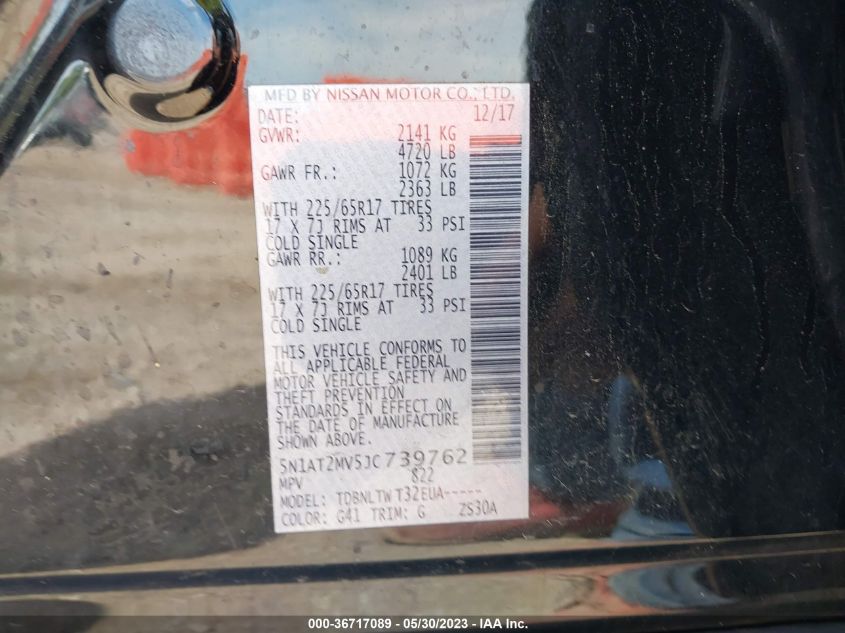 MFD BY NISSAN MOTOR CO., LTD.
DATE: 12/17
GVWR: 2141 KG
4720 LB
GAWR FR.: 1072 KG
2363 LB
WITH 225/65R17 TIRES
17 X 7J RIMS AT 33 PSI
COLD SINGLE
GAWR RR.: 1089 KG
2401 LB
WITH 225/65R17 TIRES
17 X 7J RIMS AT 33 PSI
COLD SINGLE
THIS VEHICLE CONFORMS TO
ALL APPLICABLE FEDERAL
MOTOR VEHICLE SAFETY AND
THEFT PREVENTION
STANDARDS IN EFFECT ON
THE DATE OF MANUFACTURE
SHOWN ABOVE.
5N1AT2MV5JC739762
MPV 822
MODEL: TDBNLTW T32EUA-----
COLOR: G41 TRIM: G ZS30A
000-36717089 / 05/30/2023 - IAA Inc.